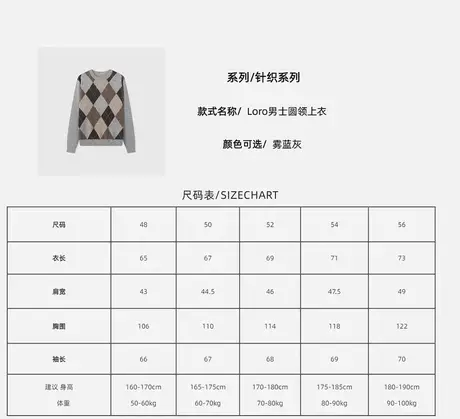 系列/针织系列
款式名称/ Loro男士圆领上衣
颜色可选/ 雾蓝灰
尺码表/SIZECHART
尺码 48 50 52 54 56
衣长 65 67 69 71 73
肩宽 43 44.5 46 47.5 49
胸围 106 110 114 118 122
袖长 66 67 68 69 70
建议 身高 160-170cm 165-175cm 170-180cm 175-185cm 180-190cm
体重 50-60kg 60-70kg 70-80kg 80-90kg 90-100kg